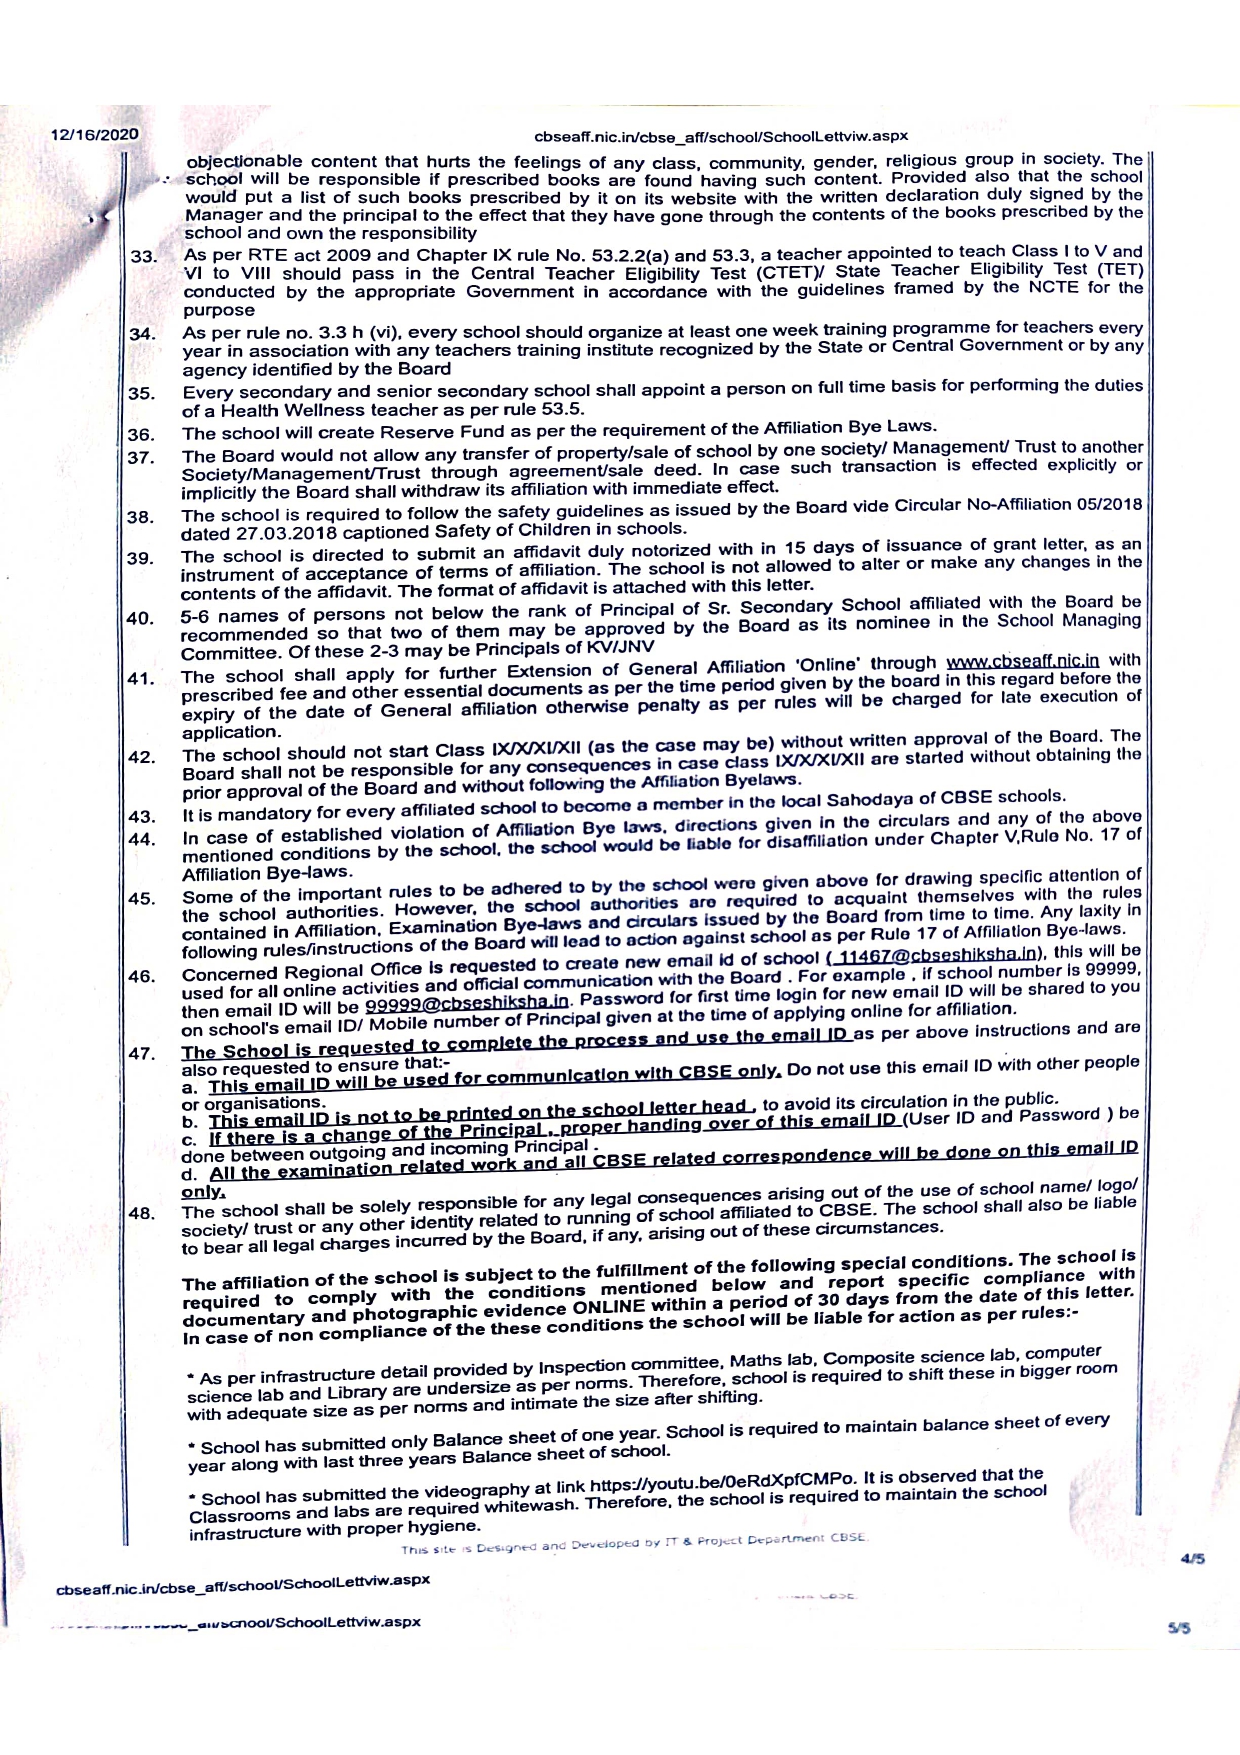 12/16/2020
cbseaff.nic.in/cbse_aff/school/SchoolLettviw.aspx
objectionable content that hurts the feelings of any class, community, gender, religious group in society. The
school will be responsible if prescribed books are found having such content. Provided also that the school
would put a list of such books prescribed by it on its website with the written declaration duly signed by the
Manager and the principal to the effect that they have gone through the contents of the books prescribed by the
school and own the responsibility
33. As per RTE act 2009 and Chapter IX rule No. 53.2.2(a) and 53.3, a teacher appointed to teach Class I to V and
VI to VIII should pass in the Central Teacher Eligibility Test (CTET)/ State Teacher Eligibility Test (TET)
conducted by the appropriate Government in accordance with the guidelines framed by the NCTE for the
purpose
34. As per rule no. 3.3 h (vi), every school should organize at least one week training programme for teachers every
year in association with any teachers training institute recognized by the State or Central Government or by any
agency identified by the Board
35. Every secondary and senior secondary school shall appoint a person on full time basis for performing the duties
of a Health Wellness teacher as per rule 53.5.
36. The school will create Reserve Fund as per the requirement of the Affiliation Bye Laws.
37. The Board would not allow any transfer of property/sale of school by one society/ Management/ Trust to another
Society/Management/Trust through agreement/sale deed. In case such transaction is effected explicitly or
implicitly the Board shall withdraw its affiliation with immediate effect.
38. The school is required to follow the safety guidelines as issued by the Board vide Circular No-Affiliation 05/2018
dated 27.03.2018 captioned Safety of Children in schools.
39. The school is directed to submit an affidavit duly notorized with in 15 days of issuance of grant letter, as an
instrument of acceptance of terms of affiliation. The school is not allowed to alter or make any changes in the
contents of the affidavit. The format of affidavit is attached with this letter.
40. 5-6 names of persons not below the rank of Principal of Sr. Secondary School affiliated with the Board be
recommended so that two of them may be approved by the Board as its nominee in the School Managing
Committee. Of these 2-3 may be Principals of KV/JNV
41. The school shall apply for further Extension of General Affiliation 'Online' through www.cbseaff.nic.in with
prescribed fee and other essential documents as per the time period given by the board in this regard before the
expiry of the date of General affiliation otherwise penalty as per rules will be charged for late execution of
application.
42. The school should not start Class IX/X/XI/XII (as the case may be) without written approval of the Board. The
Board shall not be responsible for any consequences in case class IX/X/XI/XII are started without obtaining the
prior approval of the Board and without following the Affiliation Byelaws.
43. It is mandatory for every affiliated school to become a member in the local Sahodaya of CBSE schools.
44. In case of established violation of Affiliation Bye laws, directions given in the circulars and any of the above
mentioned conditions by the school, the school would be liable for disaffiliation under Chapter V,Rule No. 17 of
Affiliation Bye-laws.
45. Some of the important rules to be adhered to by the school were given above for drawing specific attention of
the school authorities. However, the school authorities are required to acquaint themselves with the rules
contained in Affiliation, Examination Bye-laws and circulars issued by the Board from time to time. Any laxity in
following rules/instructions of the Board will lead to action against school as per Rule 17 of Affiliation Bye-laws.
46. Concerned Regional Office is requested to create new email id of school ( 11467@cbseshiksha.in), this will be
used for all online activities and official communication with the Board . For example , if school number is 99999,
then email ID will be 99999@cbseshiksha.in. Password for first time login for new email ID will be shared to you
on school's email ID/ Mobile number of Principal given at the time of applying online for affiliation.
47. The School is requested to complete the process and use the email ID as per above instructions and are
also requested to ensure that:-
a. This email ID will be used for communication with CBSE only. Do not use this email ID with other people
or organisations.
b. This email ID is not to be printed on the school letter head , to avoid its circulation in the public.
c. If there is a change of the Principal , proper handing over of this email ID (User ID and Password ) be
done between outgoing and incoming Principal .
d. All the examination related work and all CBSE related correspondence will be done on this email ID
only.
48. The school shall be solely responsible for any legal consequences arising out of the use of school name/ logo/
society/ trust or any other identity related to running of school affiliated to CBSE. The school shall also be liable
to bear all legal charges incurred by the Board, if any, arising out of these circumstances.
The affiliation of the school is subject to the fulfillment of the following special conditions. The school is
required to comply with the conditions mentioned below and report specific compliance with
documentary and photographic evidence ONLINE within a period of 30 days from the date of this letter.
In case of non compliance of the these conditions the school will be liable for action as per rules:-
* As per infrastructure detail provided by Inspection committee, Maths lab, Composite science lab, computer
science lab and Library are undersize as per norms. Therefore, school is required to shift these in bigger room
with adequate size as per norms and intimate the size after shifting.
* School has submitted only Balance sheet of one year. School is required to maintain balance sheet of every
year along with last three years Balance sheet of school.
* School has submitted the videography at link https://youtu.be/0eRdXpfCMPo. It is observed that the
Classrooms and labs are required whitewash. Therefore, the school is required to maintain the school
infrastructure with proper hygiene.
This site is Designed and Developed by IT & Project Department CBSE.
4/5
cbseaff.nic.in/cbse_aff/school/SchoolLettviw.aspx
CBSE.
/school/SchoolLettviw.aspx
5/5